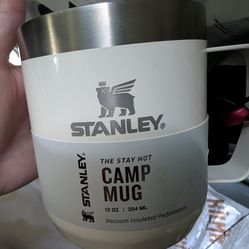 STANLEY®
THE STAY HOT
CAMP
MUG
12 OZ | 354 ML
Vacuum Insulated Performance
STANLEY